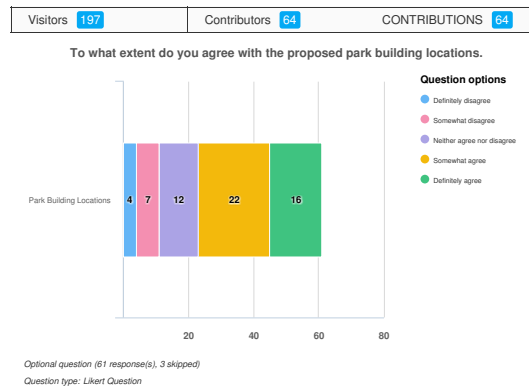 Visitors 197 Contributors 64 CONTRIBUTIONS 64
To what extent do you agree with the proposed park building locations.
Question options
Definitely disagree
Somewhat disagree
Neither agree nor disagree
Somewhat agree
Definitely agree
Park Building Locations 4 7 12 22 16
20 40 60 80
Optional question (61 response(s), 3 skipped)
Question type: Likert Question